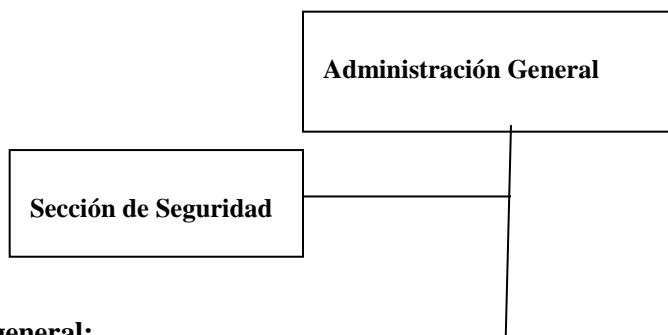 Administración General
Sección de Seguridad
general: